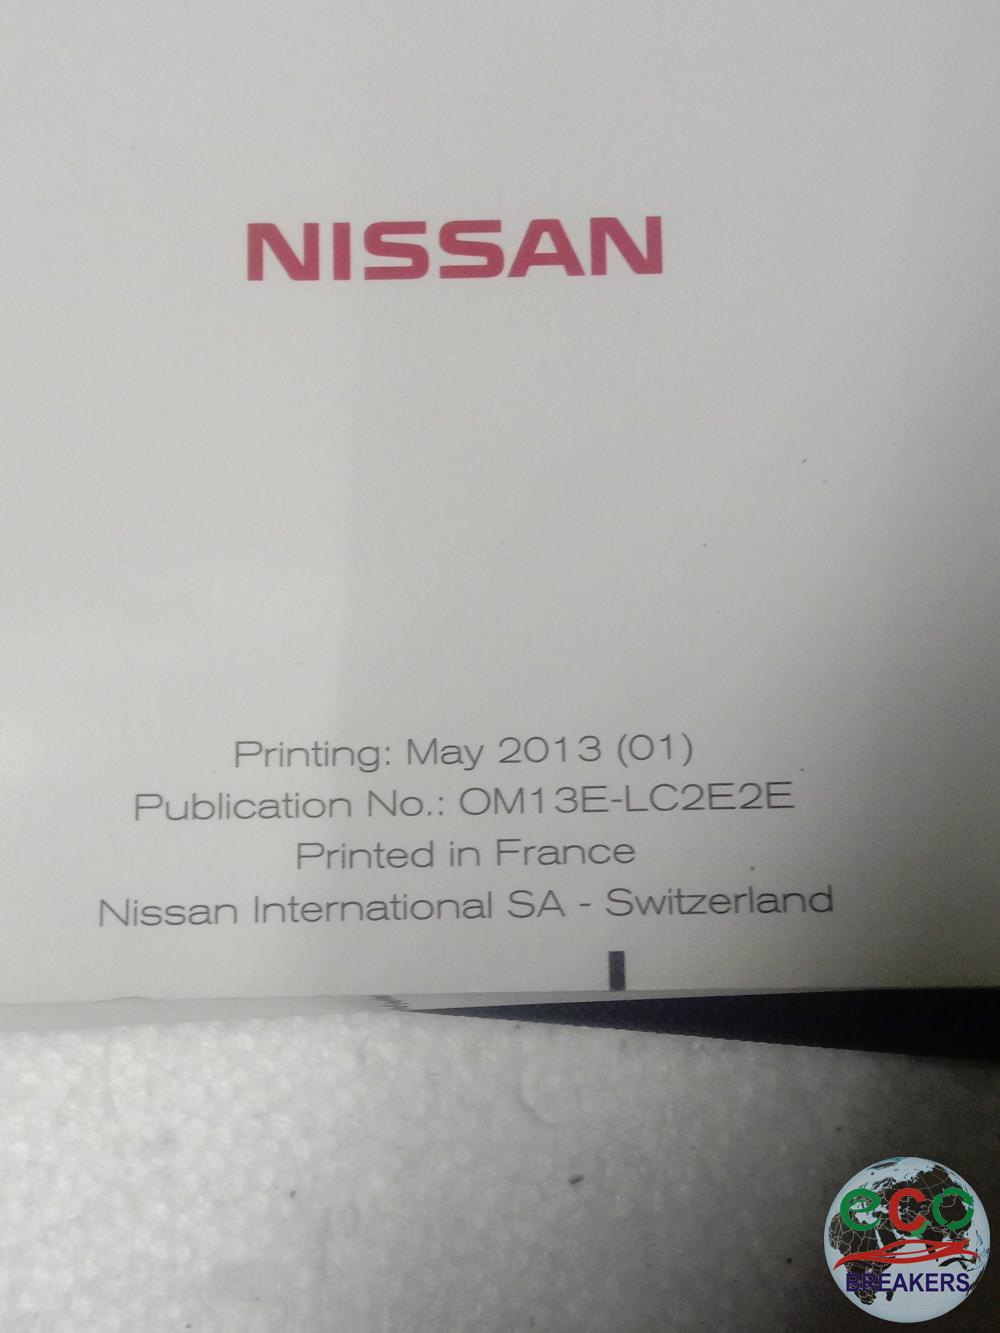 NISSAN
Printing: May 2013 (01)
Publication No.: OM13E-LC2E2E
Printed in France
Nissan International SA - Switzerland
eco
BREAKERS